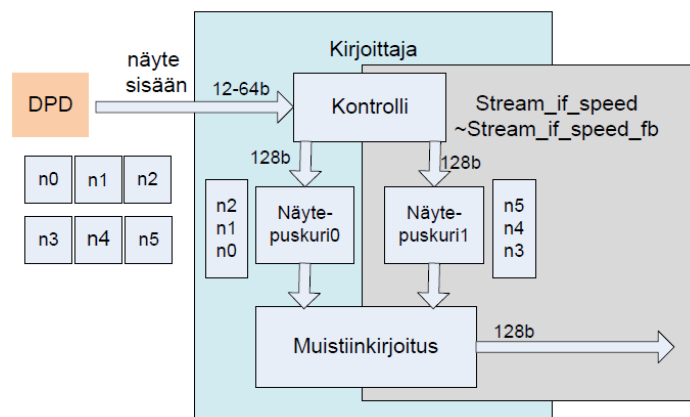 Kirjoittaja
näyte
sisään
12-64b
DPD
Kontrolli
Stream_if_speed
~Stream_if_speed_fb
128b
128b
n0 n1 n2
n3 n4 n5
n2
n1
n0
Näyte-
puskuri0
Näyte-
puskuri1
n5
n4
n3
Muistiinkirjoitus
128b